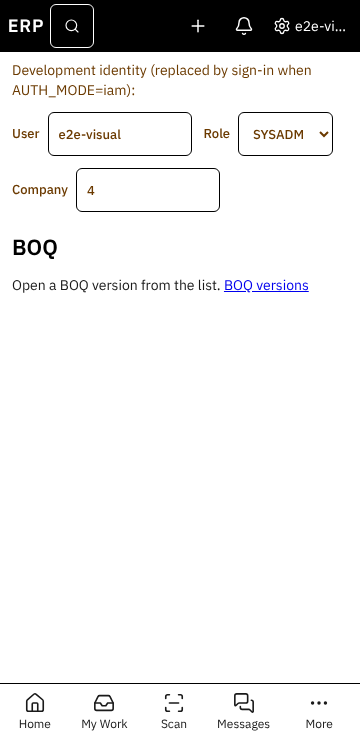 ERP e2e-vi...
Development identity (replaced by sign-in when
AUTH_MODE=iam):
User e2e-visual Role SYSADM
Company 4
BOQ
Open a BOQ version from the list. BOQ versions
Home My Work Scan Messages More